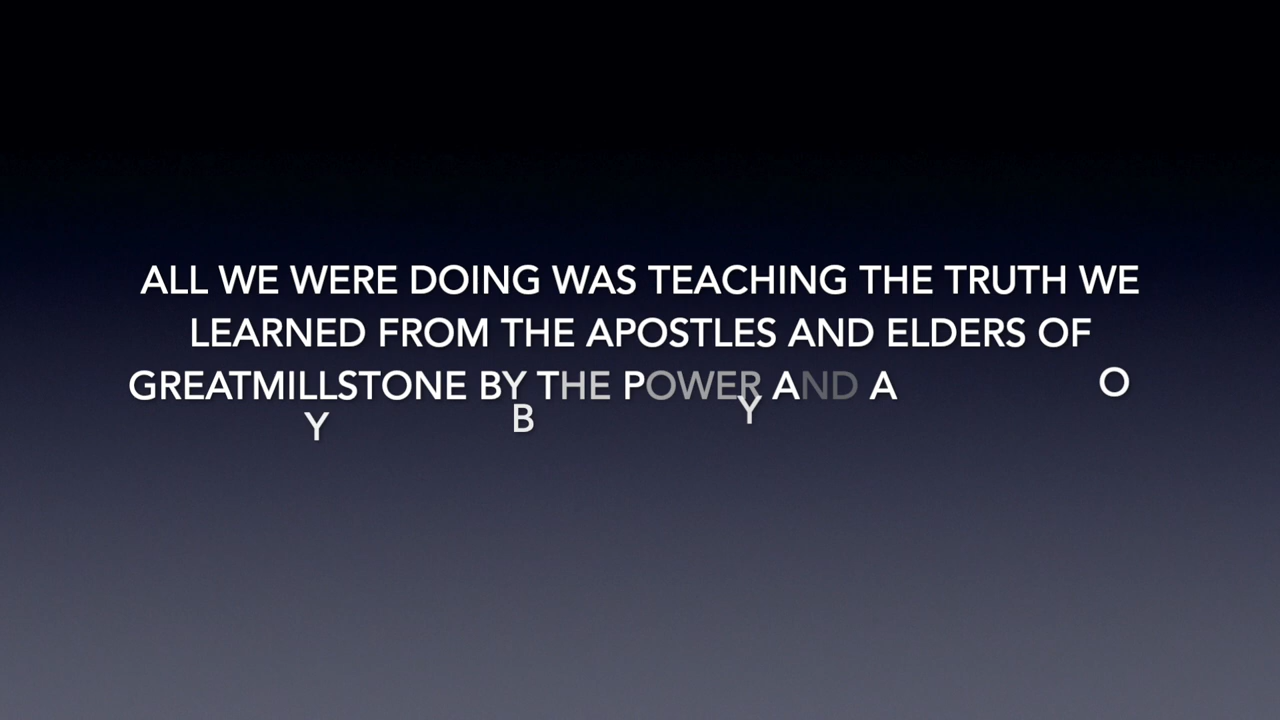 ALL WE WERE DOING WAS TEACHING THE TRUTH WE
LEARNED FROM THE APOSTLES AND ELDERS OF
GREATMILLSTONE BY THE POWER AND A O
Y B Y